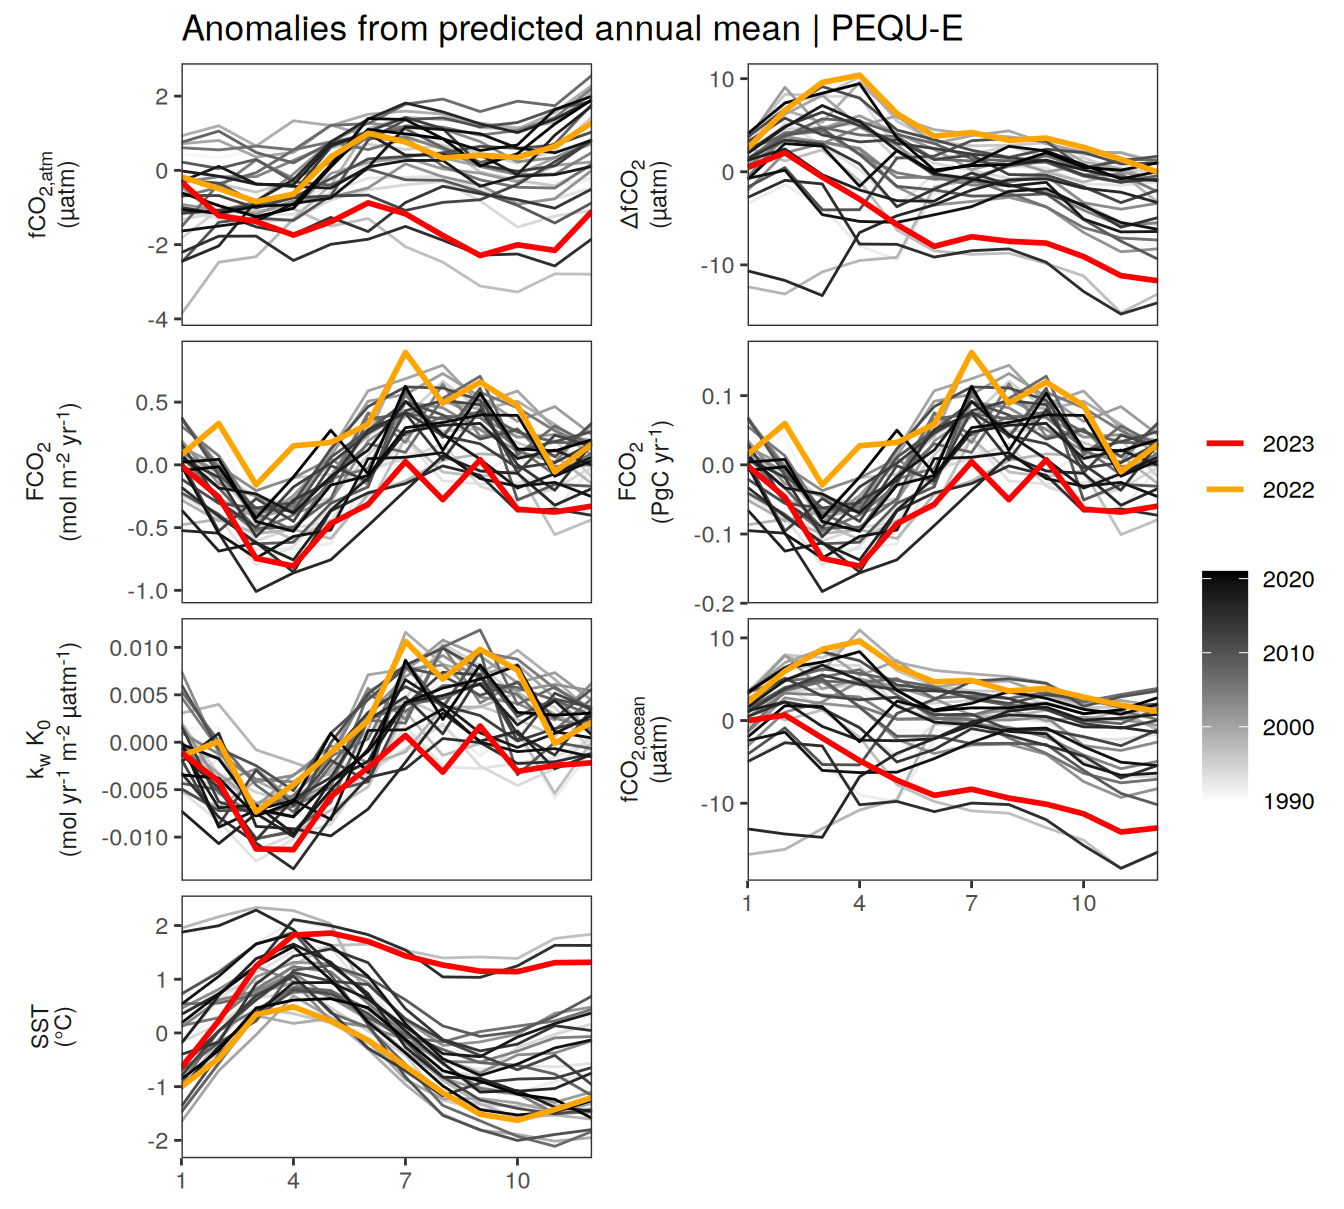 Anomalies from predicted annual mean | PEQU-E
fCO2,atm
(µatm)
2
0
-2
-4
ΔfCO2
(µatm)
10
0
-10
FCO2
(mol m-2 yr-1)
0.5
0.0
-0.5
-1.0
FCO2
(PgC yr-1)
0.1
0.0
-0.1
-0.2
kw K0
(mol yr-1 m-2 µatm-1)
0.010
0.005
0.000
-0.005
-0.010
fCO2,ocean
(µatm)
10
0
-10
1 4 7 10
SST
(°C)
2
1
0
-1
-2
1 4 7 10
2023
2022
2020
2010
2000
1990